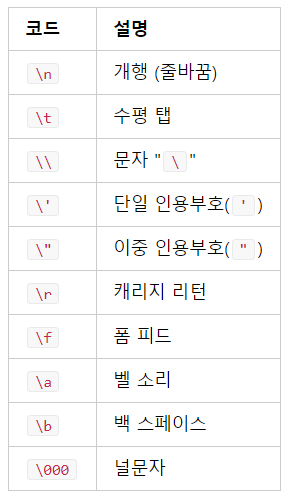 코드 설명
\n 개행 (줄바꿈)
\t 수평 탭
\\ 문자 "\"
\' 단일 인용부호(')
\" 이중 인용부호(")
\r 캐리지 리턴
\f 폼 피드
\a 벨 소리
\b 백 스페이스
\000 널문자